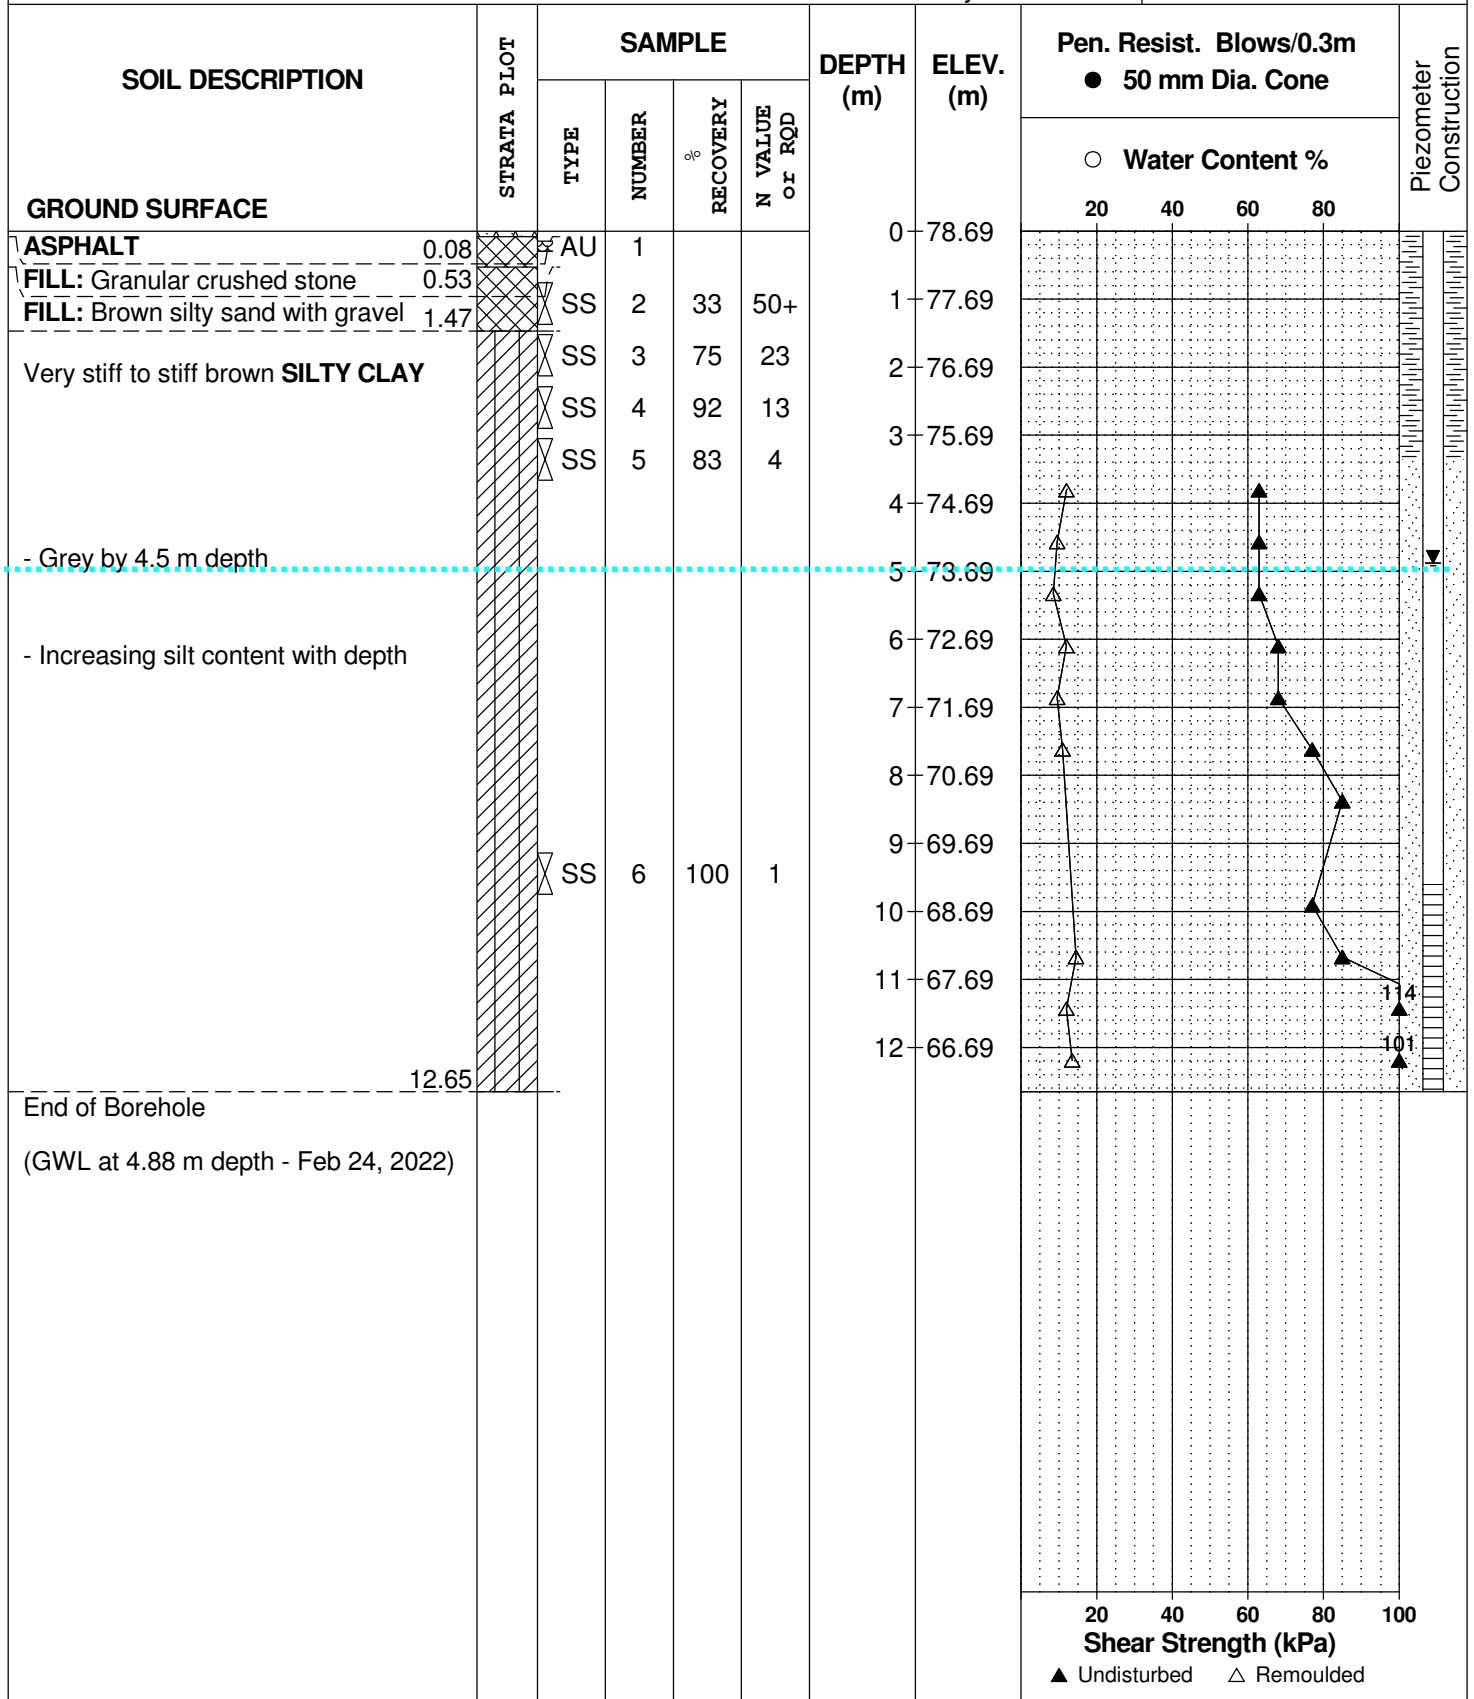 SOIL DESCRIPTION
GROUND SURFACE
STRATA PLOT
SAMPLE
TYPE
NUMBER
%
RECOVERY
N VALUE
or RQD
DEPTH
(m)
ELEV.
(m)
Pen. Resist. Blows/0.3m
● 50 mm Dia. Cone
○ Water Content %
20 40 60 80
Piezometer
Construction
ASPHALT 0.08
FILL: Granular crushed stone 0.53
FILL: Brown silty sand with gravel 1.47
Very stiff to stiff brown SILTY CLAY
- Grey by 4.5 m depth
- Increasing silt content with depth
12.65
End of Borehole
(GWL at 4.88 m depth - Feb 24, 2022)
AU 1
SS 2 33 50+
SS 3 75 23
SS 4 92 13
SS 5 83 4
SS 6 100 1
0 78.69
1 77.69
2 76.69
3 75.69
4 74.69
5 73.69
6 72.69
7 71.69
8 70.69
9 69.69
10 68.69
11 67.69
12 66.69
114
101
20 40 60 80 100
Shear Strength (kPa)
▲ Undisturbed △ Remoulded